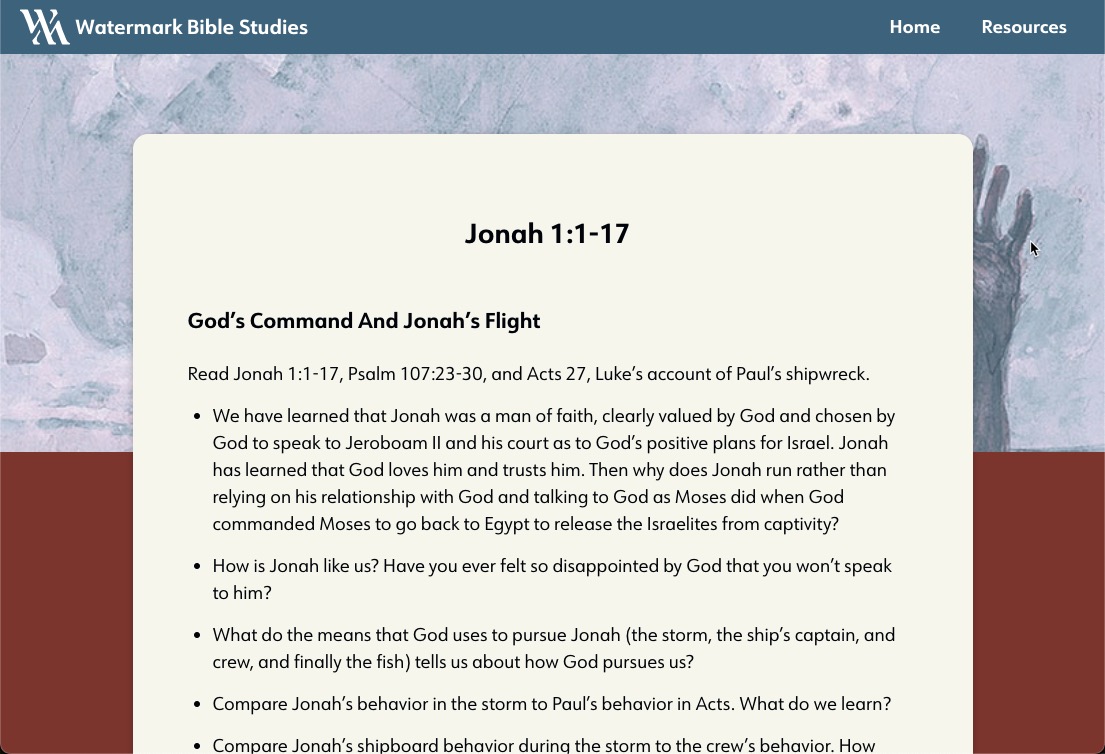 Watermark Bible Studies
Home
Resources
Jonah 1:1-17
God's Command And Jonah's Flight
Read Jonah 1:1-17, Psalm 107:23-30, and Acts 27, Luke's account of Paul's shipwreck.
• We have learned that Jonah was a man of faith, clearly valued by God and chosen by
God to speak to Jeroboam II and his court as to God's positive plans for Israel. Jonah
has learned that God loves him and trusts him. Then why does Jonah run rather than
relying on his relationship with God and talking to God as Moses did when God
commanded Moses to go back to Egypt to release the Israelites from captivity?
• How is Jonah like us? Have you ever felt so disappointed by God that you won't speak
to him?
• What do the means that God uses to pursue Jonah (the storm, the ship's captain, and
crew, and finally the fish) tells us about how God pursues us?
• Compare Jonah's behavior in the storm to Paul's behavior in Acts. What do we learn?
• Compare Jonah's shipboard behavior during the storm to the crew's behavior. How